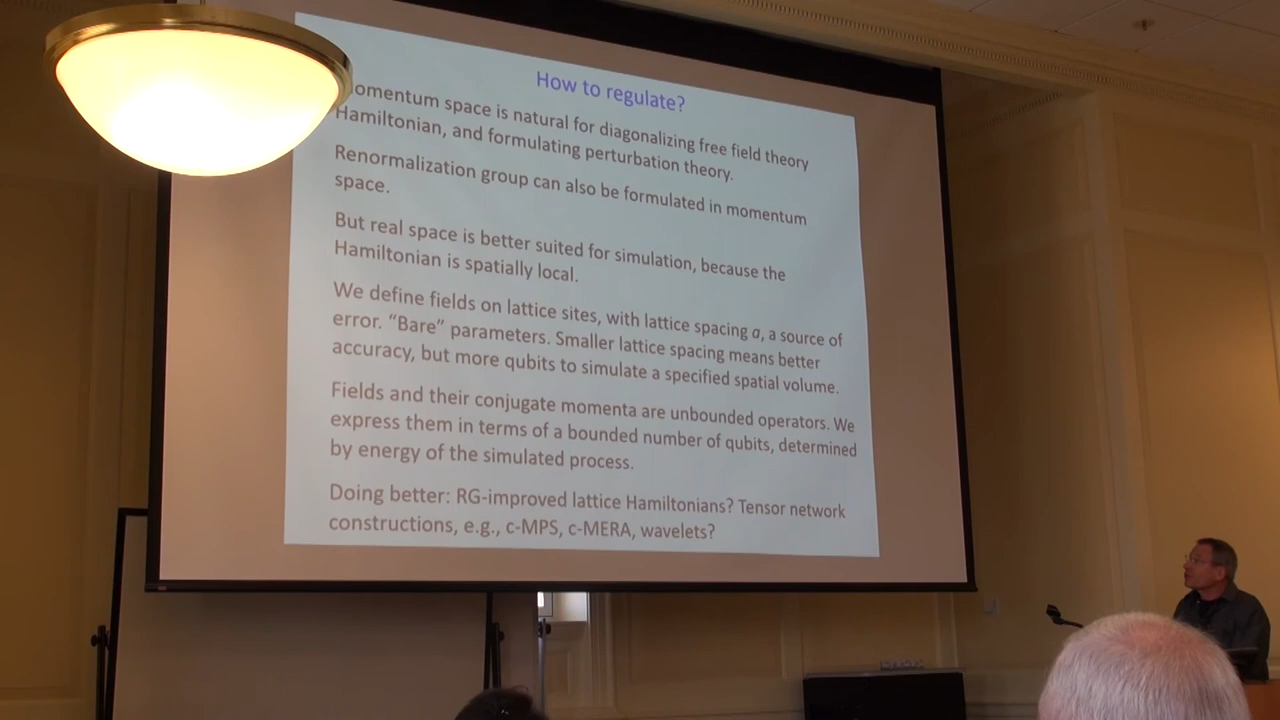 How to regulate?
omentum space is natural for diagonalizing free field theory
Hamiltonian, and formulating perturbation theory.
Renormalization group can also be formulated in momentum
space.
But real space is better suited for simulation, because the
Hamiltonian is spatially local.
We define fields on lattice sites, with lattice spacing a, a source of
error. “Bare” parameters. Smaller lattice spacing means better
accuracy, but more qubits to simulate a specified spatial volume.
Fields and their conjugate momenta are unbounded operators. We
express them in terms of a bounded number of qubits, determined
by energy of the simulated process.
Doing better: RG-improved lattice Hamiltonians? Tensor network
constructions, e.g., c-MPS, c-MERA, wavelets?